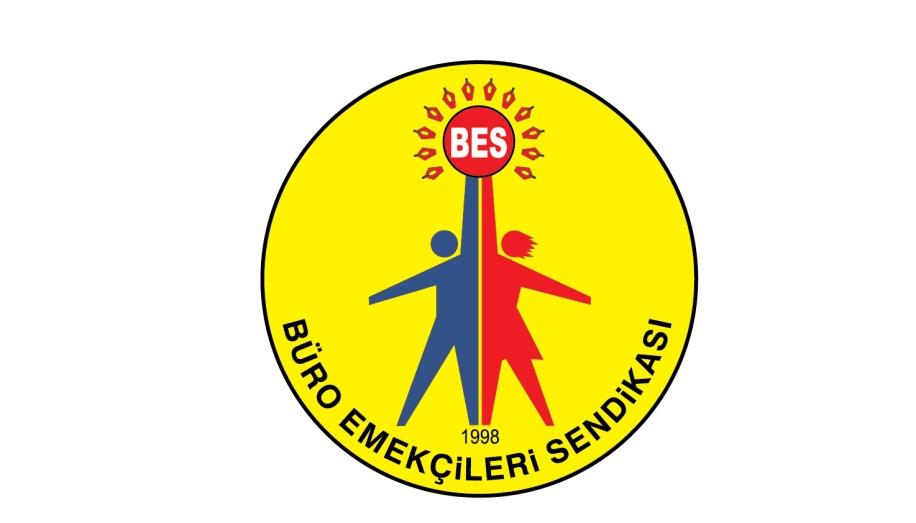 BES
1998
BÜRO EMEKÇİLERİ SENDİKASI